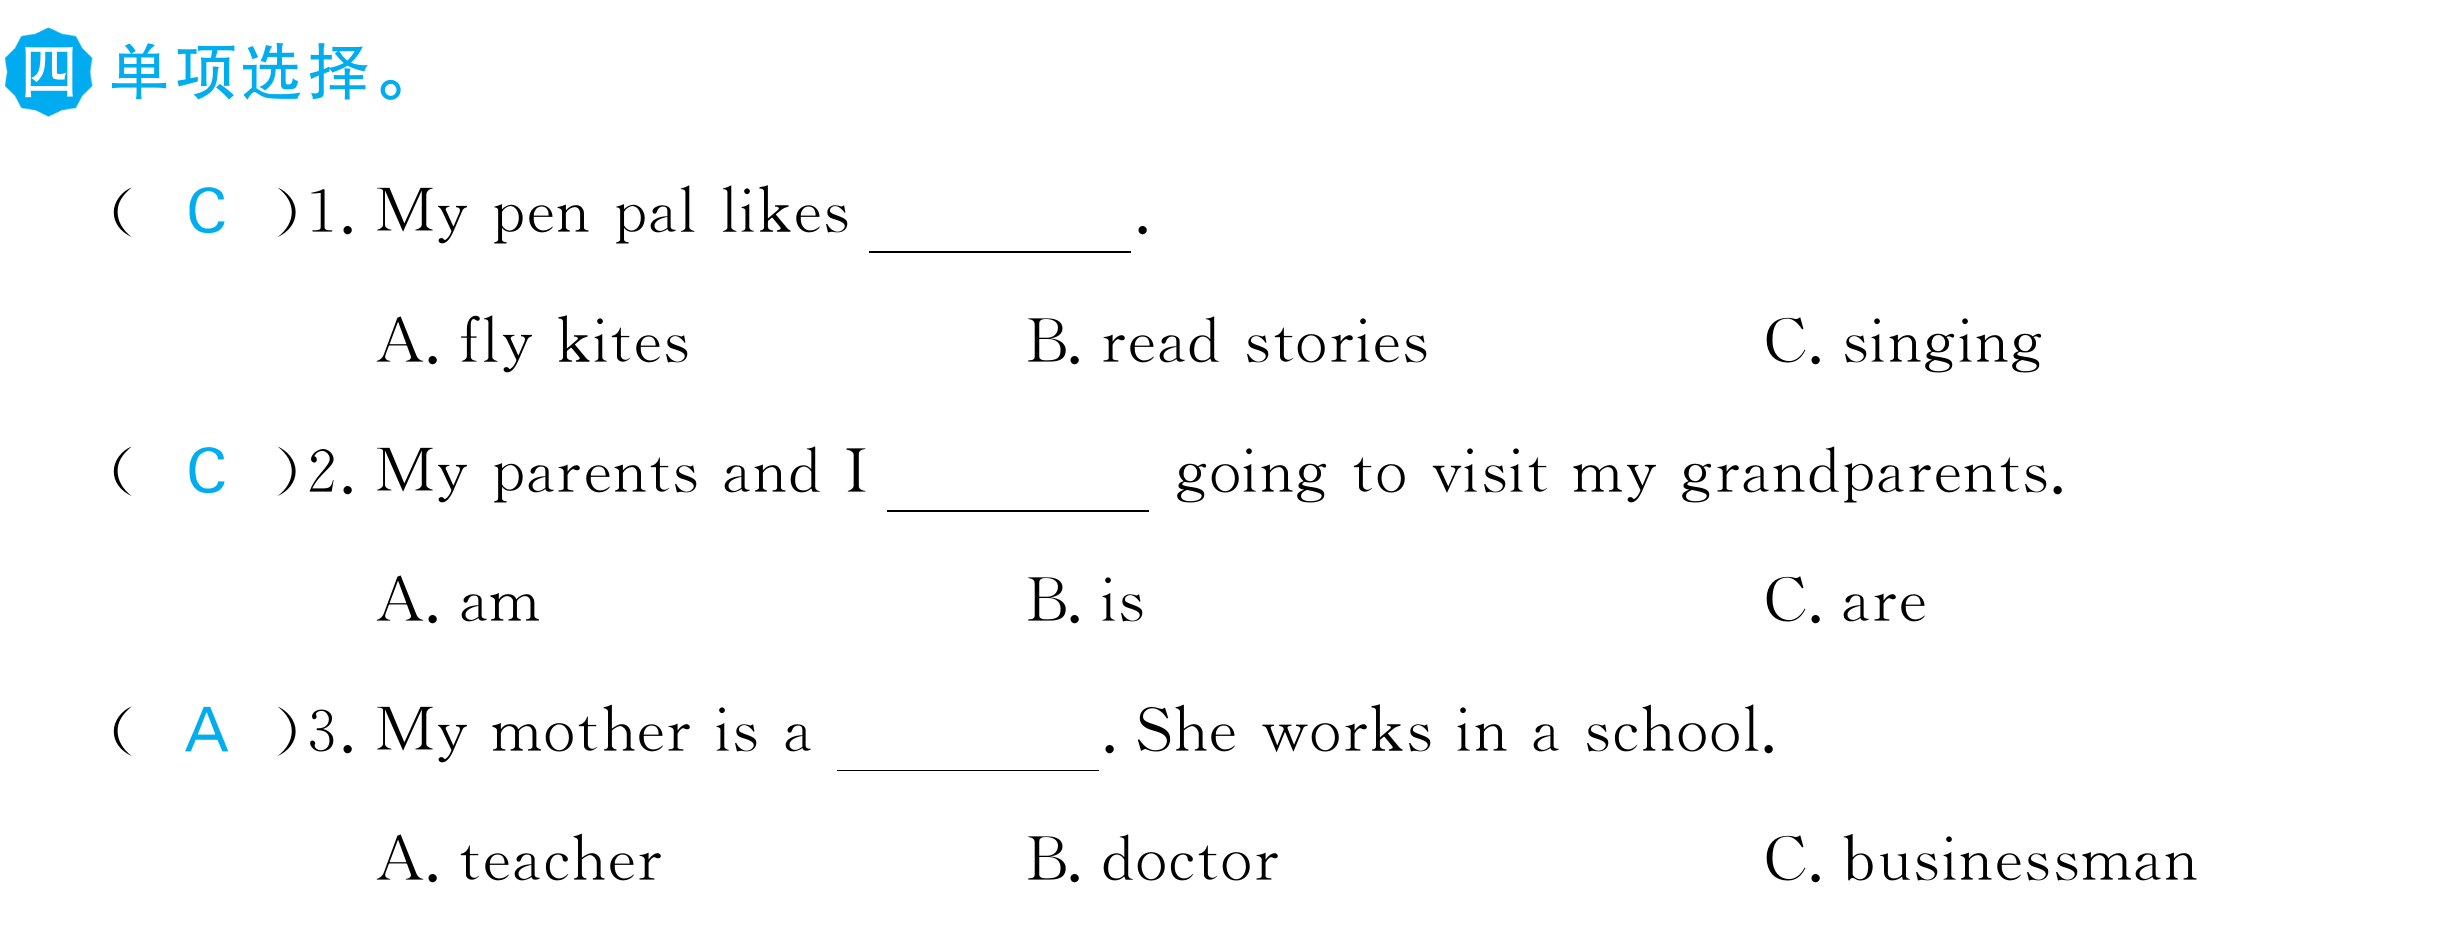 四 单项选择。
( C )1. My pen pal likes ________.
A. fly kites B. read stories C. singing
( C )2. My parents and I ________ going to visit my grandparents.
A. am B. is C. are
( A )3. My mother is a ________. She works in a school.
A. teacher B. doctor C. businessman